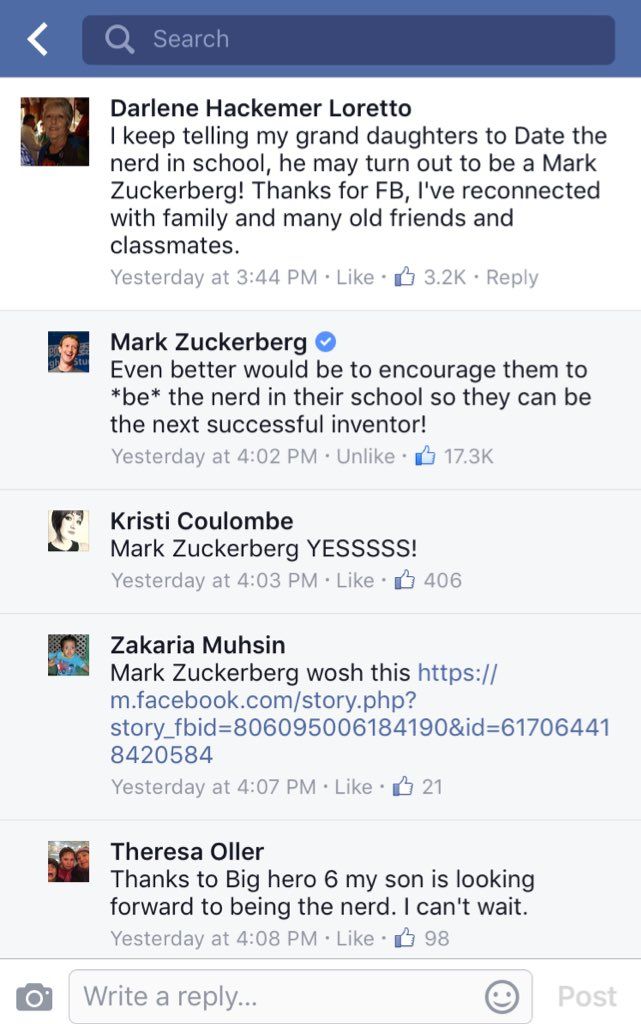 Search
Darlene Hackemer Loretto
I keep telling my grand daughters to Date the
nerd in school, he may turn out to be a Mark
Zuckerberg! Thanks for FB, I've reconnected
with family and many old friends and
classmates.
Yesterday at 3:44 PM · Like · 3.2K · Reply
Mark Zuckerberg
Even better would be to encourage them to
*be* the nerd in their school so they can be
the next successful inventor!
Yesterday at 4:02 PM · Unlike · 17.3K
Kristi Coulombe
Mark Zuckerberg YESSSSS!
Yesterday at 4:03 PM · Like · 406
Zakaria Muhsin
Mark Zuckerberg wosh this https://
m.facebook.com/story.php?
story_fbid=806095006184190&id=61706441
8420584
Yesterday at 4:07 PM · Like · 21
Theresa Oller
Thanks to Big hero 6 my son is looking
forward to being the nerd. I can't wait.
Yesterday at 4:08 PM · Like · 98
Write a reply... Post